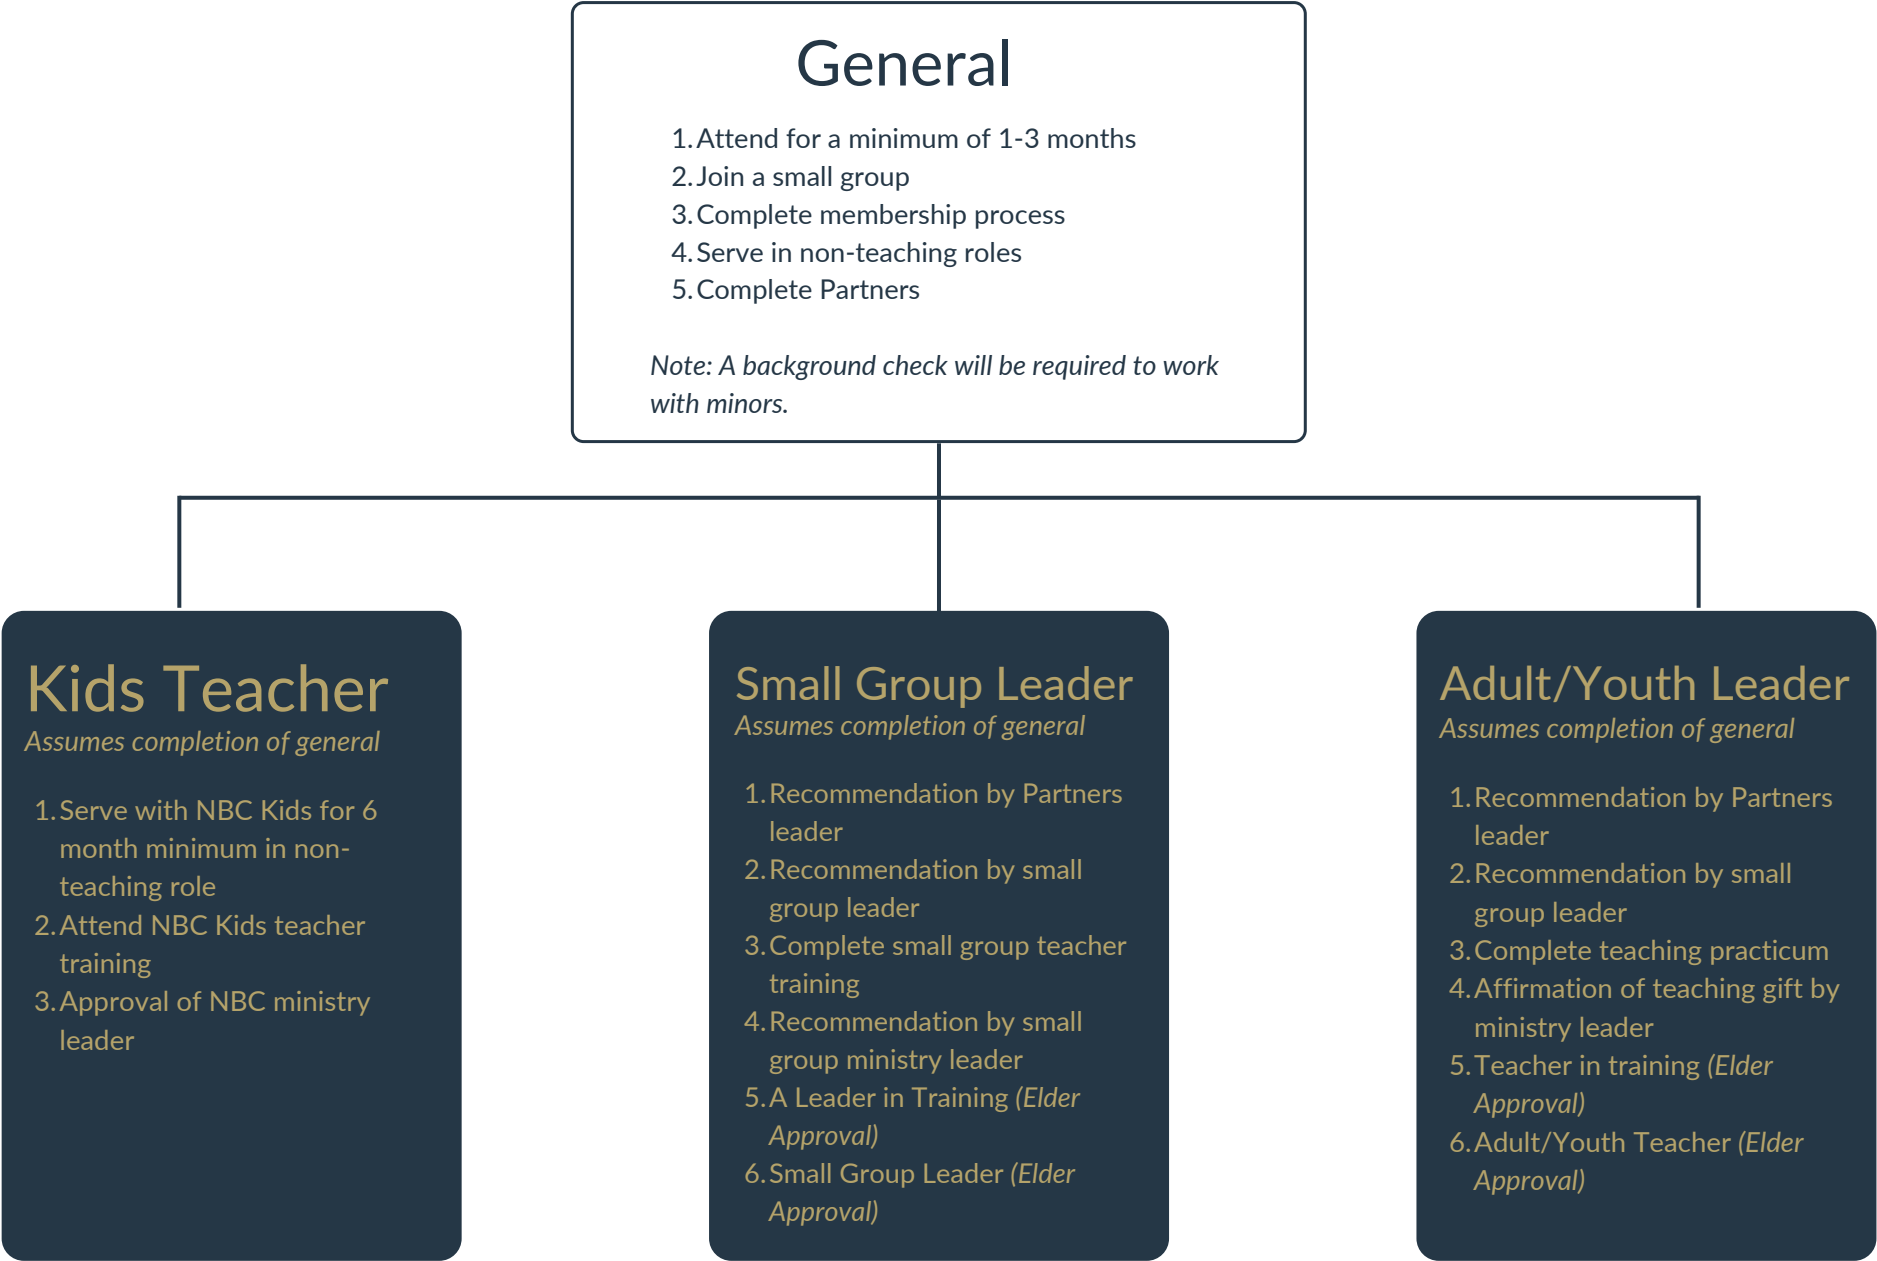 General
1. Attend for a minimum of 1-3 months
2. Join a small group
3. Complete membership process
4. Serve in non-teaching roles
5. Complete Partners
Note: A background check will be required to work
with minors.
Kids Teacher
Assumes completion of general
1. Serve with NBC Kids for 6
month minimum in non-
teaching role
2. Attend NBC Kids teacher
training
3. Approval of NBC ministry
leader
Small Group Leader
Assumes completion of general
1. Recommendation by Partners
leader
2. Recommendation by small
group leader
3. Complete small group teacher
training
4. Recommendation by small
group ministry leader
5. A Leader in Training (Elder
Approval)
6. Small Group Leader (Elder
Approval)
Adult/Youth Leader
Assumes completion of general
1. Recommendation by Partners
leader
2. Recommendation by small
group leader
3. Complete teaching practicum
4. Affirmation of teaching gift by
ministry leader
5. Teacher in training (Elder
Approval)
6. Adult/Youth Teacher (Elder
Approval)